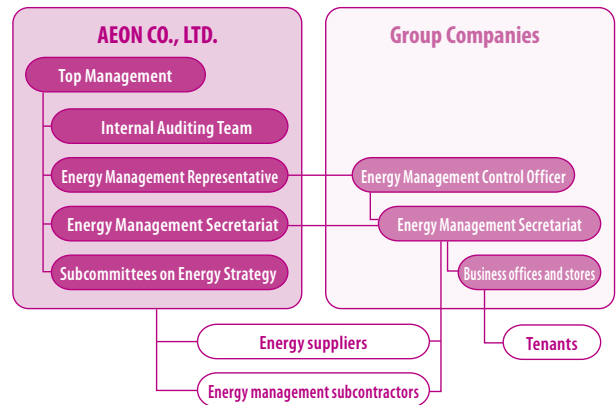 AEON CO., LTD.
Top Management
Internal Auditing Team
Energy Management Representative
Energy Management Secretariat
Subcommittees on Energy Strategy
Group Companies
Energy Management Control Officer
Energy Management Secretariat
Business offices and stores
Energy suppliers
Tenants
Energy management subcontractors